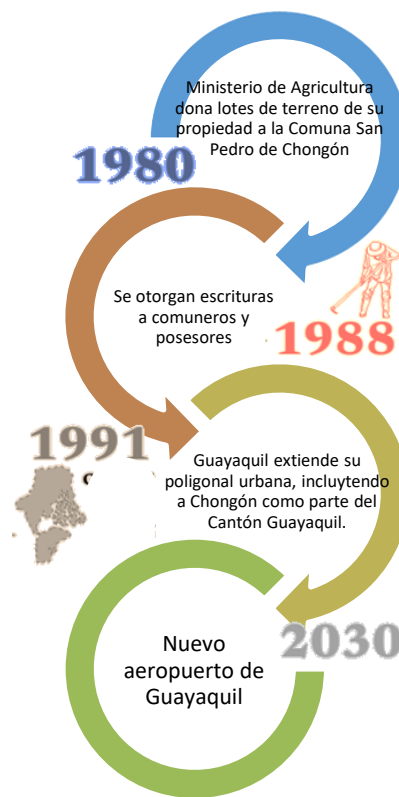 Ministerio de Agricultura
dona lotes de terreno de su
propiedad a la Comuna San
Pedro de Chongón
1980
Se otorgan escrituras
a comuneros y
posesores
1988
1991
Guayaquil extiende su
poligonal urbana, incluytendo
a Chongón como parte del
Cantón Guayaquil.
2030
Nuevo
aeropuerto de
Guayaquil